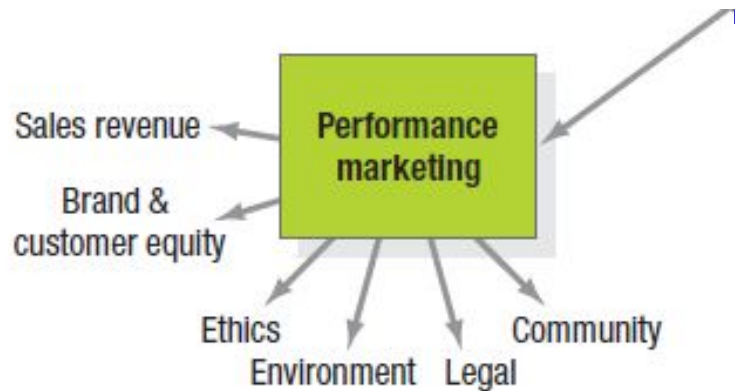 Performance
marketing
Sales revenue
Brand &
customer equity
Ethics
Environment
Legal
Community